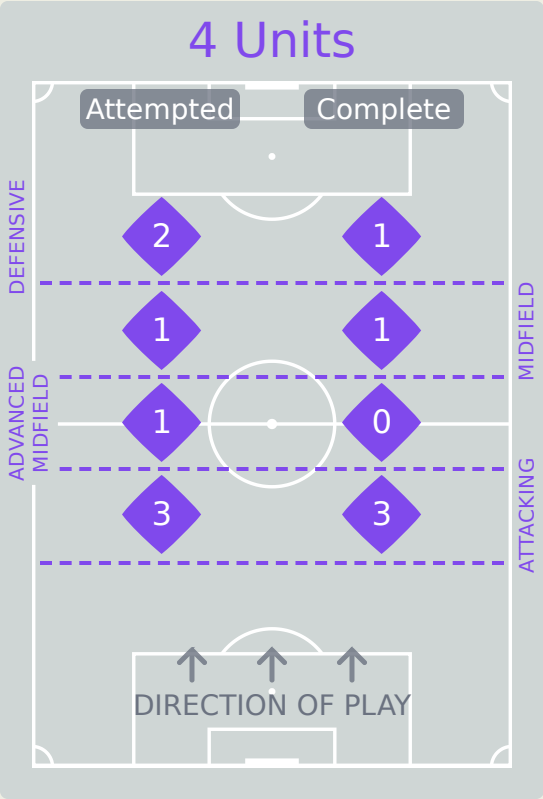 4 Units
Attempted Complete
DEFENSIVE
2 1
MIDFIELD
1 1
ADVANCED
MIDFIELD
1 0
ATTACKING
3 3
DIRECTION OF PLAY